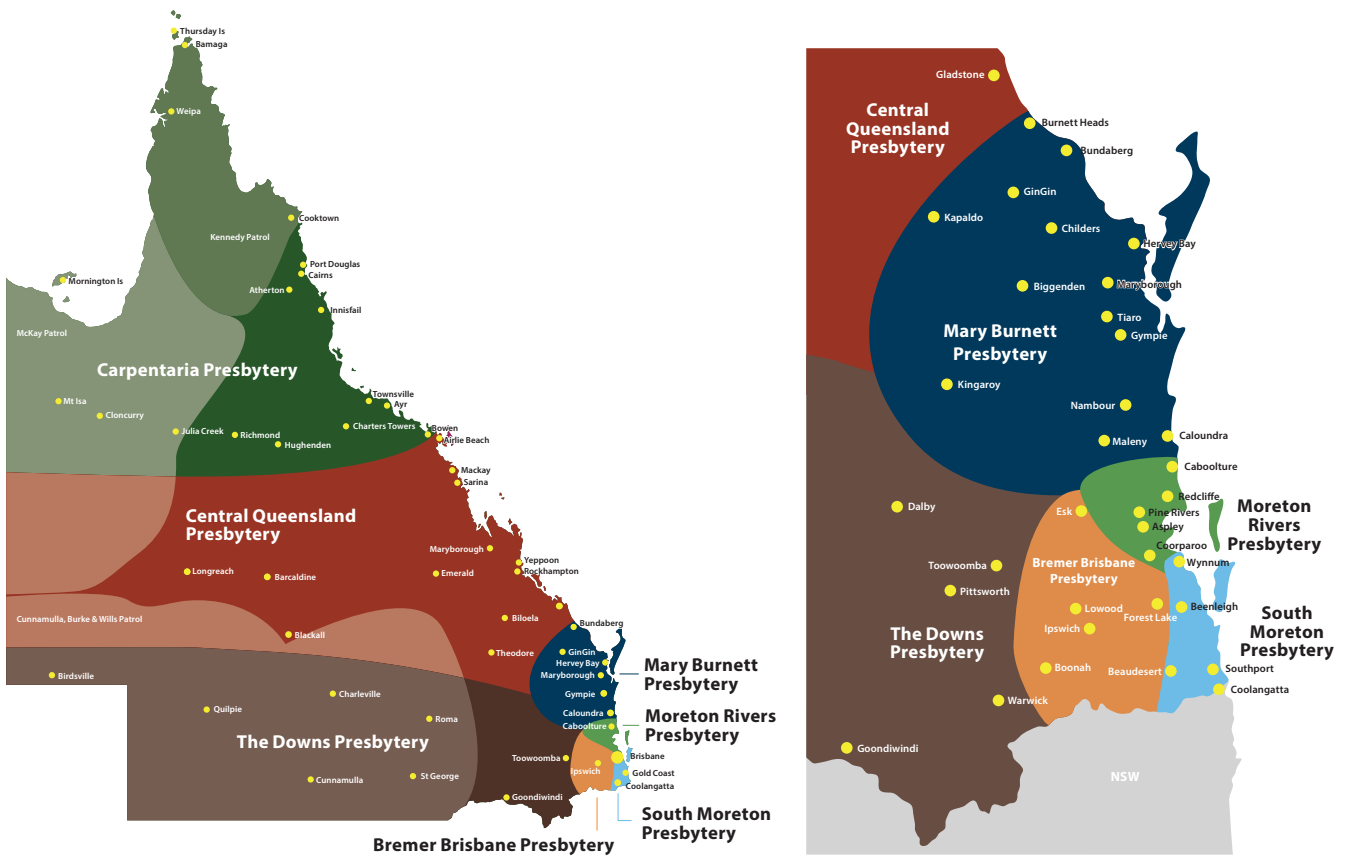 Thursday Is
Bamaga
Weipa
Cooktown
Kennedy Patrol
Port Douglas
Cairns
Mornington Is
Atherton
Innisfail
McKay Patrol
Carpentaria Presbytery
Mt Isa
Cloncurry
Townsville
Ayr
Julia Creek
Richmond
Hughenden
Charters Towers
Bowen
Airlie Beach
Mackay
Sarina
Central Queensland
Presbytery
Maryborough
Yeppoon
Rockhampton
Longreach
Barcaldine
Emerald
Cunnamulla, Burke & Wills Patrol
Blackall
Biloela
Bundaberg
Theodore
GinGin
Hervey Bay
Maryborough
Mary Burnett
Presbytery
Birdsville
Charleville
Gympie
Quilpie
Roma
Caloundra
Caboolture
Moreton Rivers
Presbytery
The Downs Presbytery
Toowoomba
Brisbane
Ipswich
Gold Coast
Cunnamulla
St George
Coolangatta
Goondiwindi
South Moreton
Presbytery
Bremer Brisbane Presbytery
Gladstone
Central
Queensland
Presbytery
Burnett Heads
Bundaberg
GinGin
Kapaldo
Childers
Hervey Bay
Biggenden
Maryborough
Tiaro
Mary Burnett
Presbytery
Gympie
Kingaroy
Nambour
Maleny
Caloundra
Caboolture
Dalby
Esk
Redcliffe
Pine Rivers
Aspley
Moreton
Rivers
Presbytery
Coorparoo
Wynnum
Toowoomba
Bremer Brisbane
Presbytery
Pittsworth
Lowood
Forest Lake
Beenleigh
Ipswich
The Downs
Presbytery
South
Moreton
Presbytery
Boonah
Beaudesert
Southport
Coolangatta
Warwick
Goondiwindi
NSW